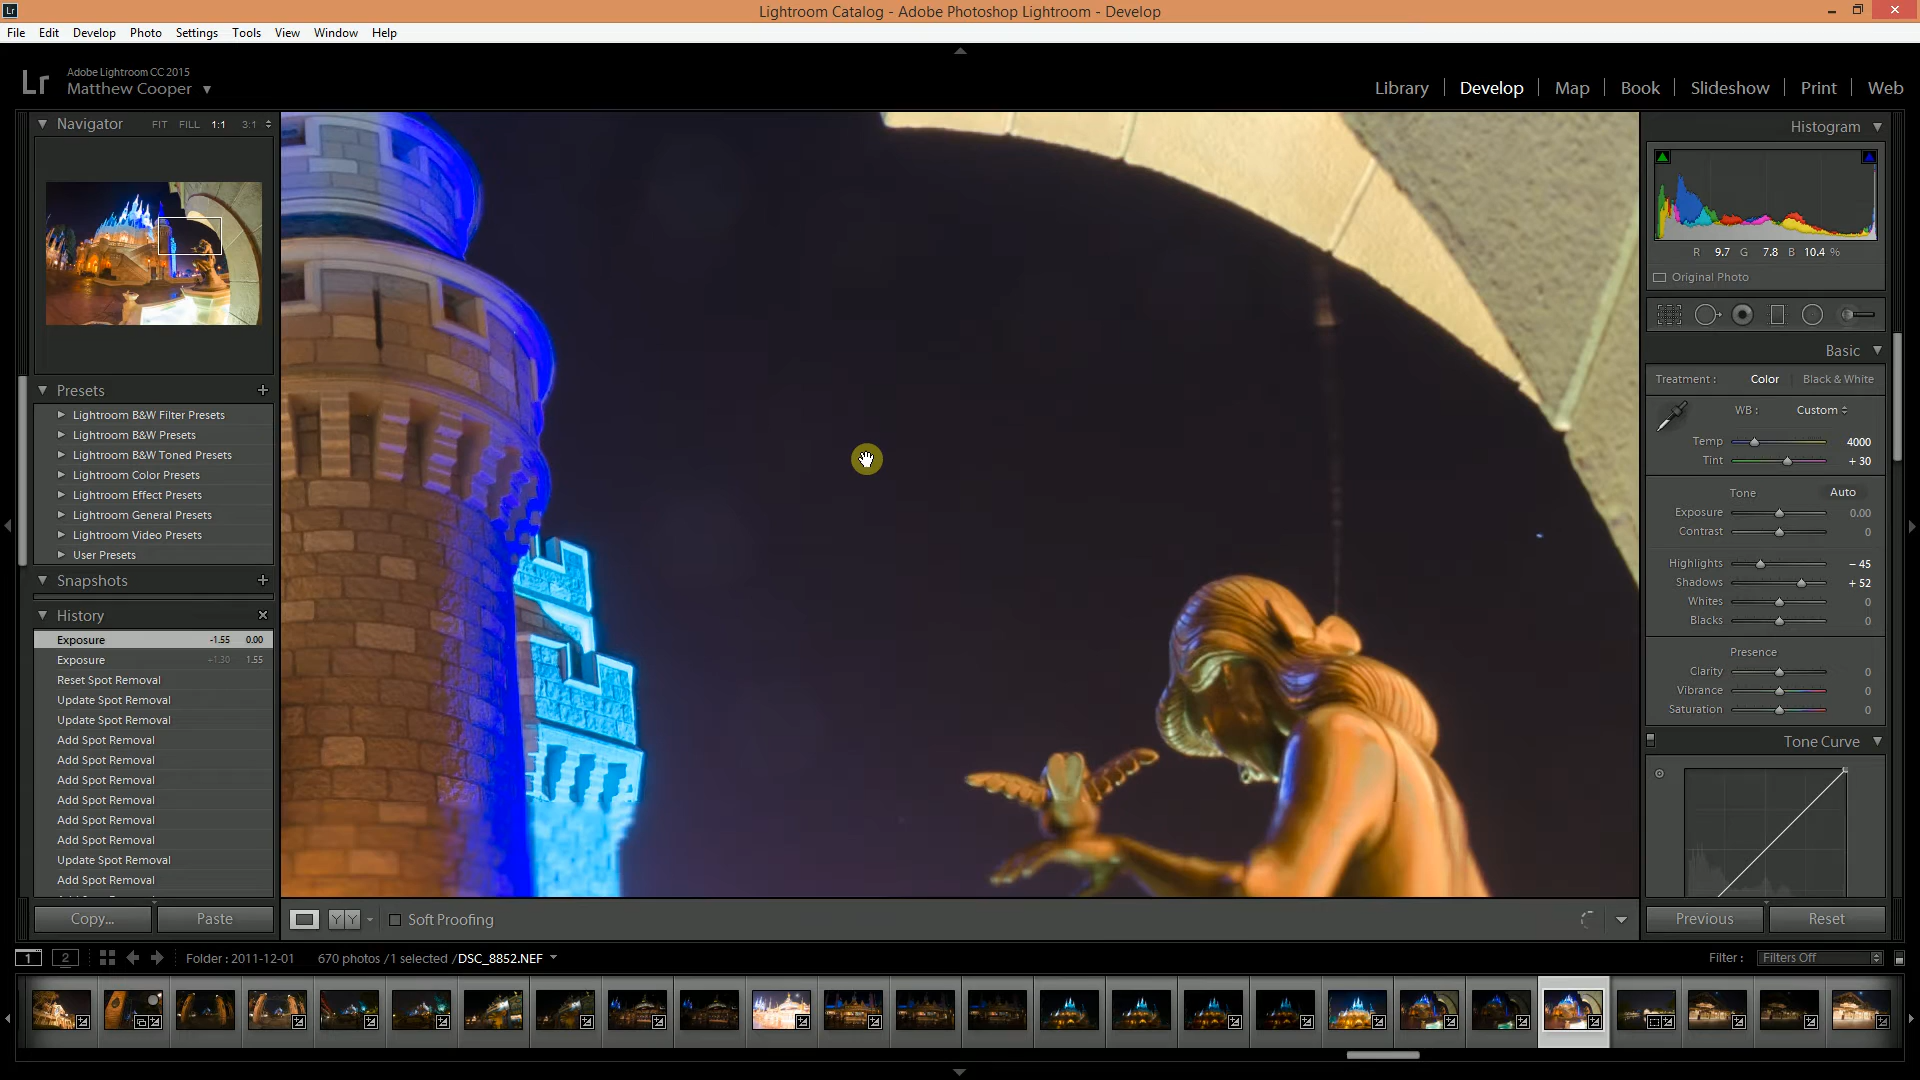 Lr Lightroom Catalog - Adobe Photoshop Lightroom - Develop
File Edit Develop Photo Settings Tools View Window Help
Lr Adobe Lightroom CC 2015
Matthew Cooper
Library Develop Map Book Slideshow Print Web
Navigator FIT FILL 1:1 3:1
Presets
Lightroom B&W Filter Presets
Lightroom B&W Presets
Lightroom B&W Toned Presets
Lightroom Color Presets
Lightroom Effect Presets
Lightroom General Presets
Lightroom Video Presets
User Presets
Snapshots
History
Exposure -1.55 0.00
Exposure -1.30 1.55
Reset Spot Removal
Update Spot Removal
Update Spot Removal
Add Spot Removal
Add Spot Removal
Add Spot Removal
Add Spot Removal
Add Spot Removal
Add Spot Removal
Update Spot Removal
Add Spot Removal
Copy... Paste
Histogram
R 9.7 G 7.8 B 10.4 %
Original Photo
Basic
Treatment : Color Black & White
WB : Custom
Temp 4000
Tint + 30
Tone Auto
Exposure 0.00
Contrast 0
Highlights – 45
Shadows + 52
Whites 0
Blacks 0
Presence
Clarity 0
Vibrance 0
Saturation 0
Tone Curve
Previous Reset
Y Y Soft Proofing
1 2 Folder : 2011-12-01 670 photos /1 selected /DSC_8852.NEF Filter : Filters Off